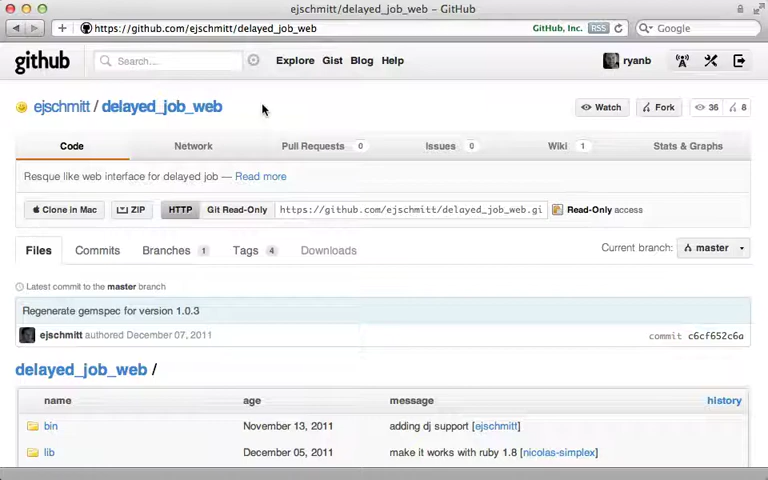 ejschmitt/delayed_job_web – GitHub
https://github.com/ejschmitt/delayed_job_web
GitHub, Inc. RSS
Google
github
Search...
Explore Gist Blog Help
ryanb
ejschmitt / delayed_job_web
Watch Fork 36 8
Code Network Pull Requests 0 Issues 0 Wiki 1 Stats & Graphs
Resque like web interface for delayed job — Read more
Clone in Mac ZIP HTTP Git Read-Only https://github.com/ejschmitt/delayed_job_web.gi Read-Only access
Files Commits Branches 1 Tags 4 Downloads
Current branch: master
Latest commit to the master branch
Regenerate gemspec for version 1.0.3
ejschmitt authored December 07, 2011
commit c6cf652c6a
delayed_job_web /
name age message history
bin November 13, 2011 adding dj support [ejschmitt]
lib December 05, 2011 make it works with ruby 1.8 [nicolas-simplex]